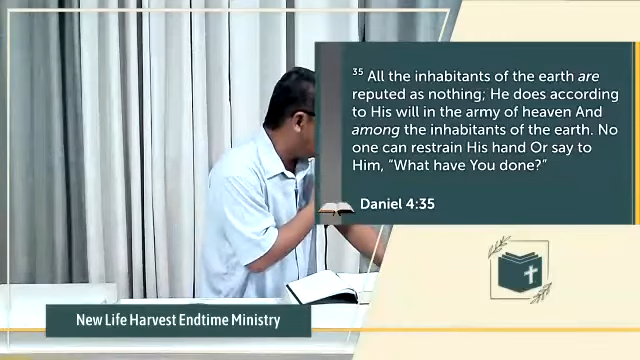 35 All the inhabitants of the earth are
reputed as nothing; He does according
to His will in the army of heaven And
among the inhabitants of the earth. No
one can restrain His hand Or say to
Him, “What have You done?”
Daniel 4:35
New Life Harvest Endtime Ministry